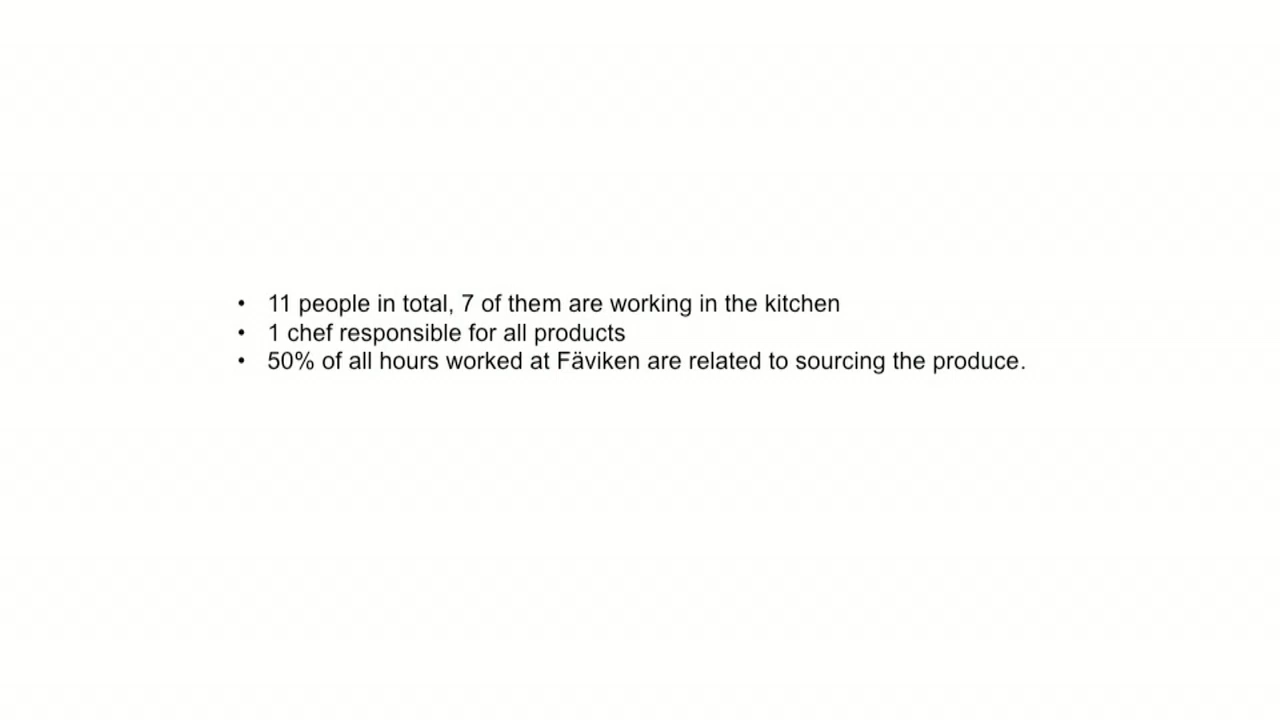 • 11 people in total, 7 of them are working in the kitchen
• 1 chef responsible for all products
• 50% of all hours worked at Fäviken are related to sourcing the produce.